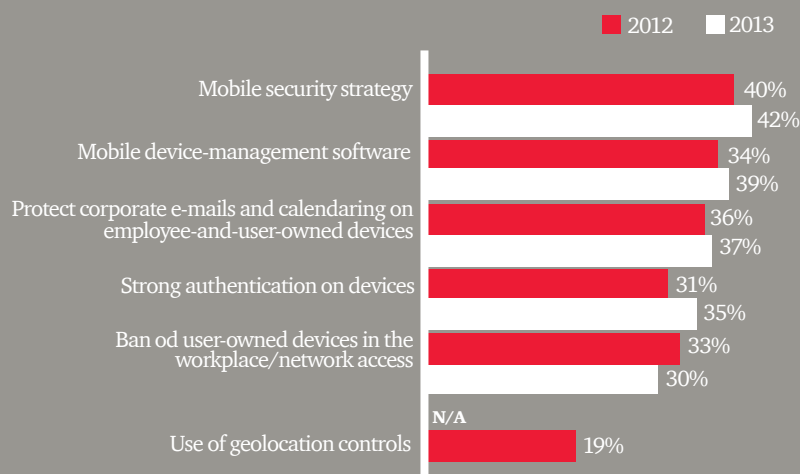 2012 2013
Mobile security strategy 40%
42%
Mobile device-management software 34%
39%
Protect corporate e-mails and calendaring on
employee-and-user-owned devices 36%
37%
Strong authentication on devices 31%
35%
Ban od user-owned devices in the
workplace/network access 33%
30%
N/A
Use of geolocation controls 19%